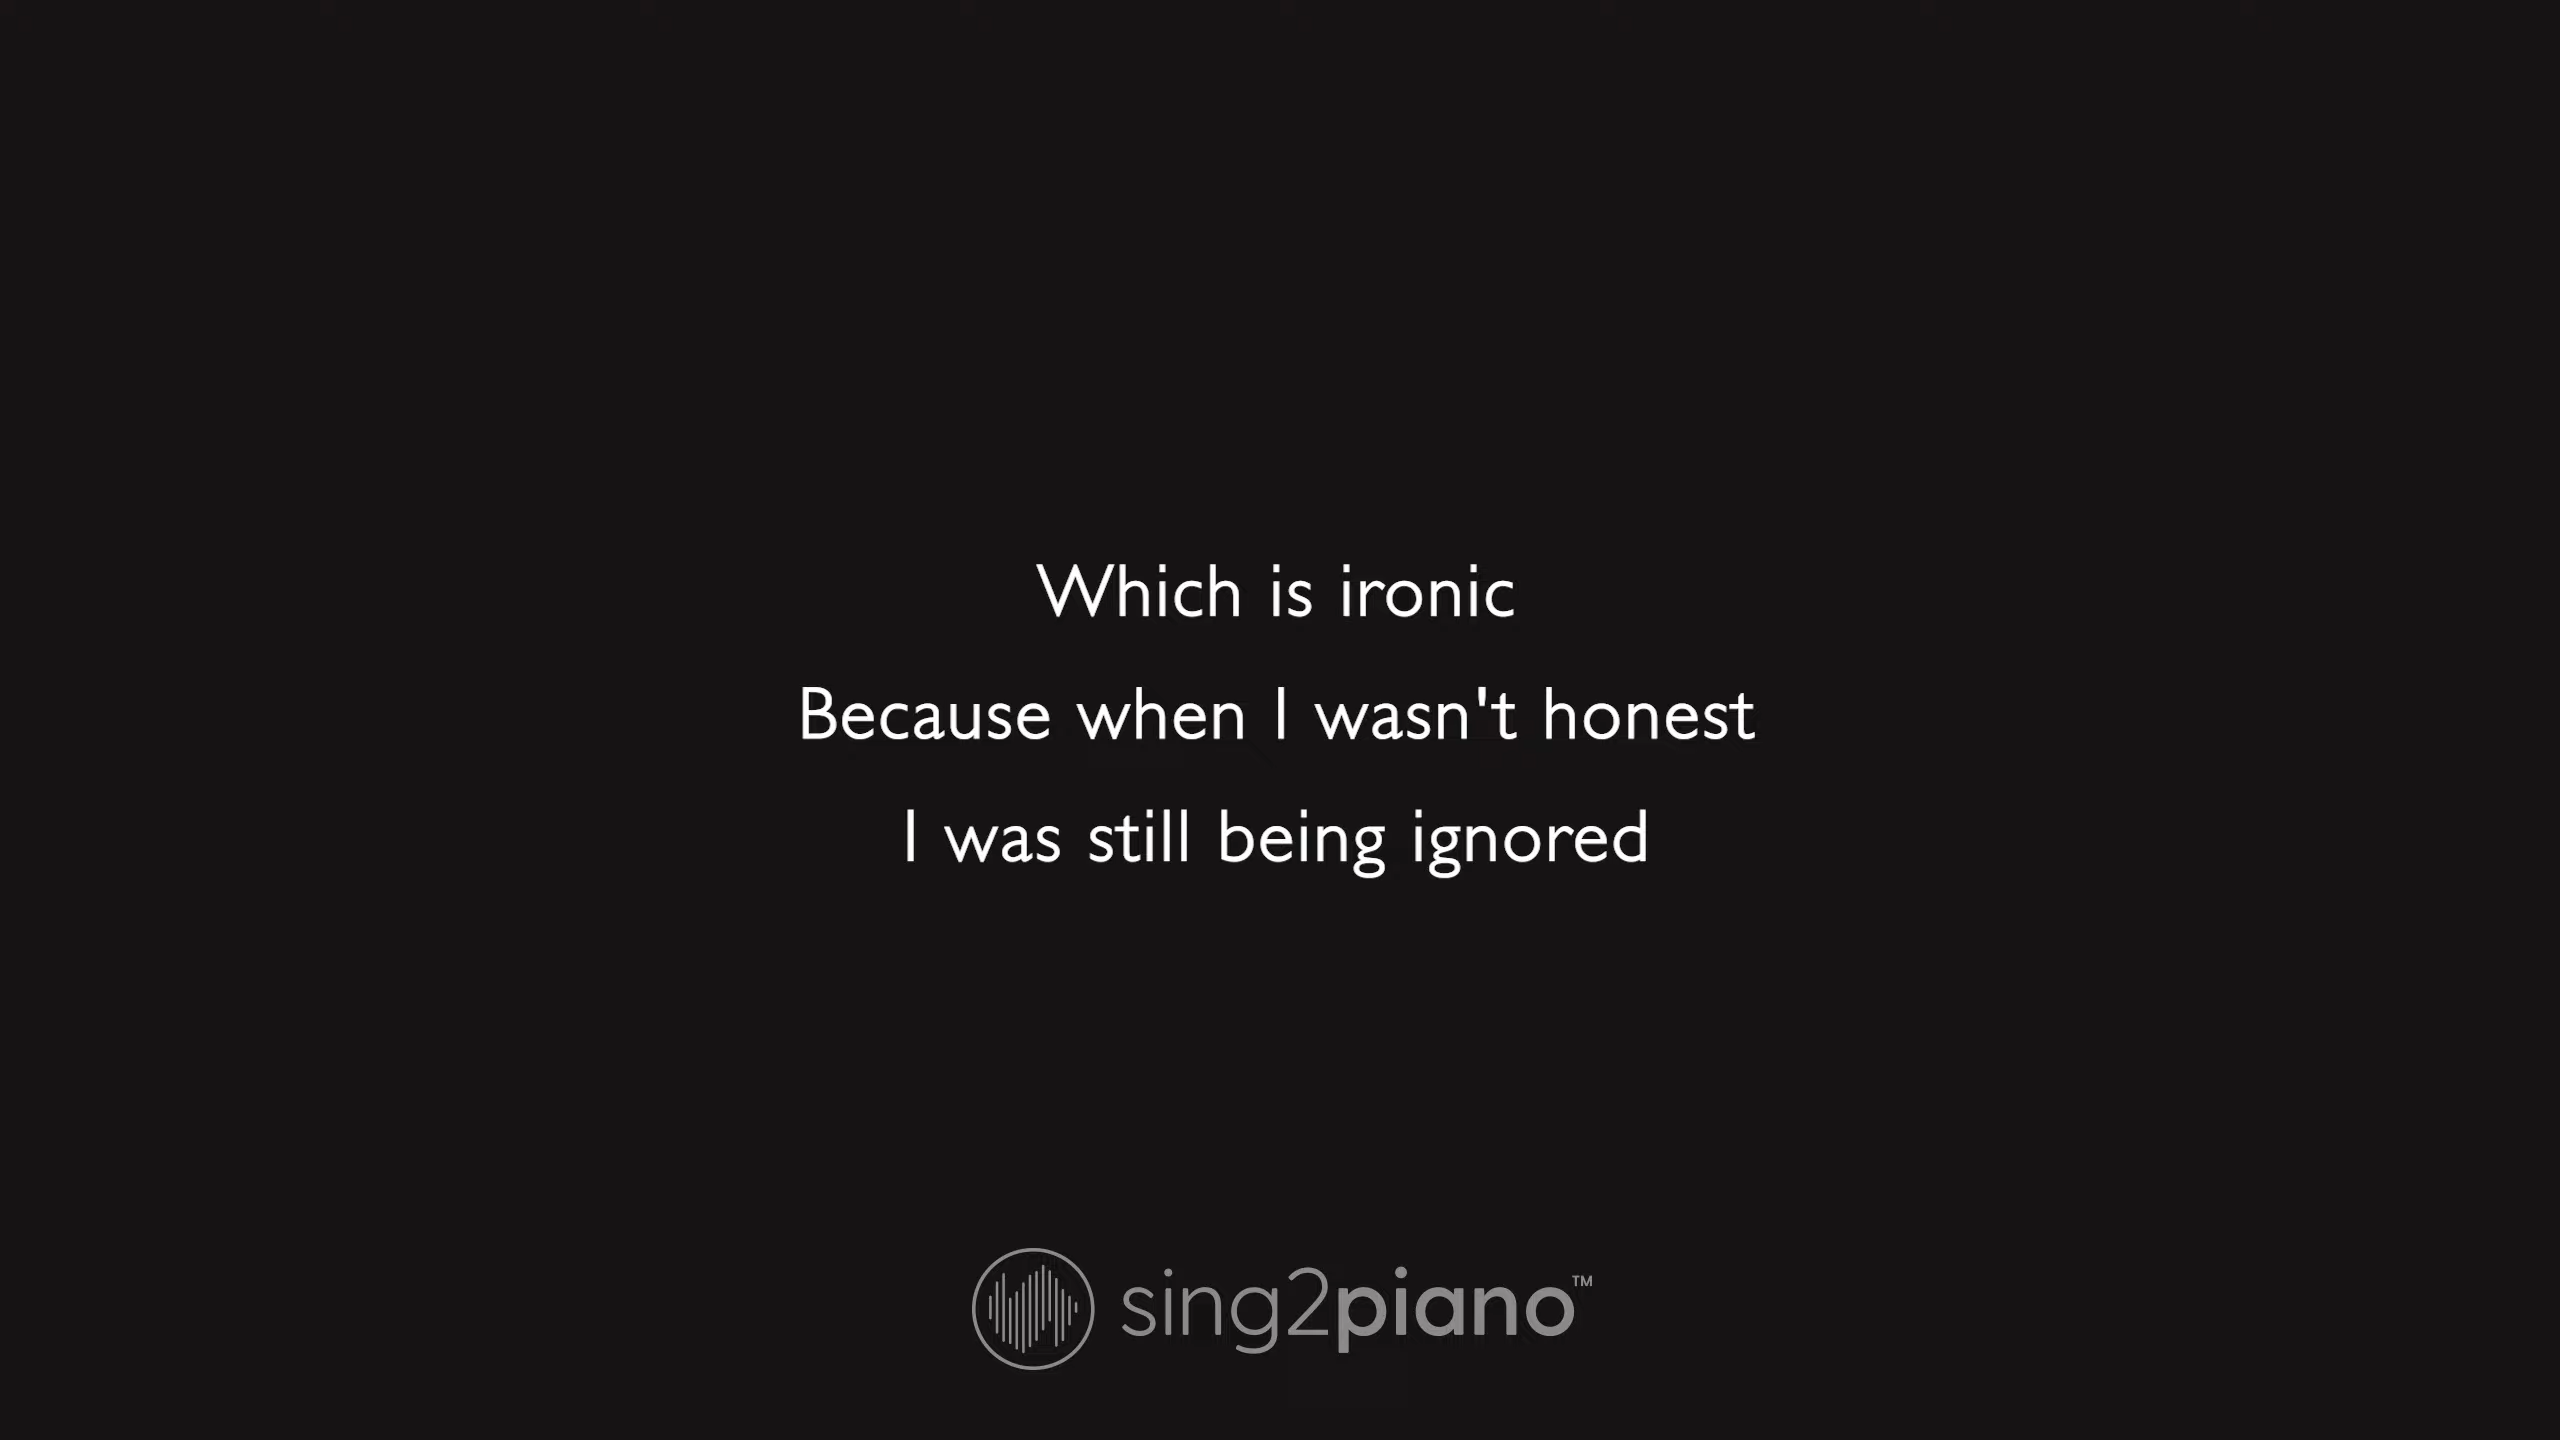 Which is ironic
Because when I wasn't honest
I was still being ignored
sing2piano™